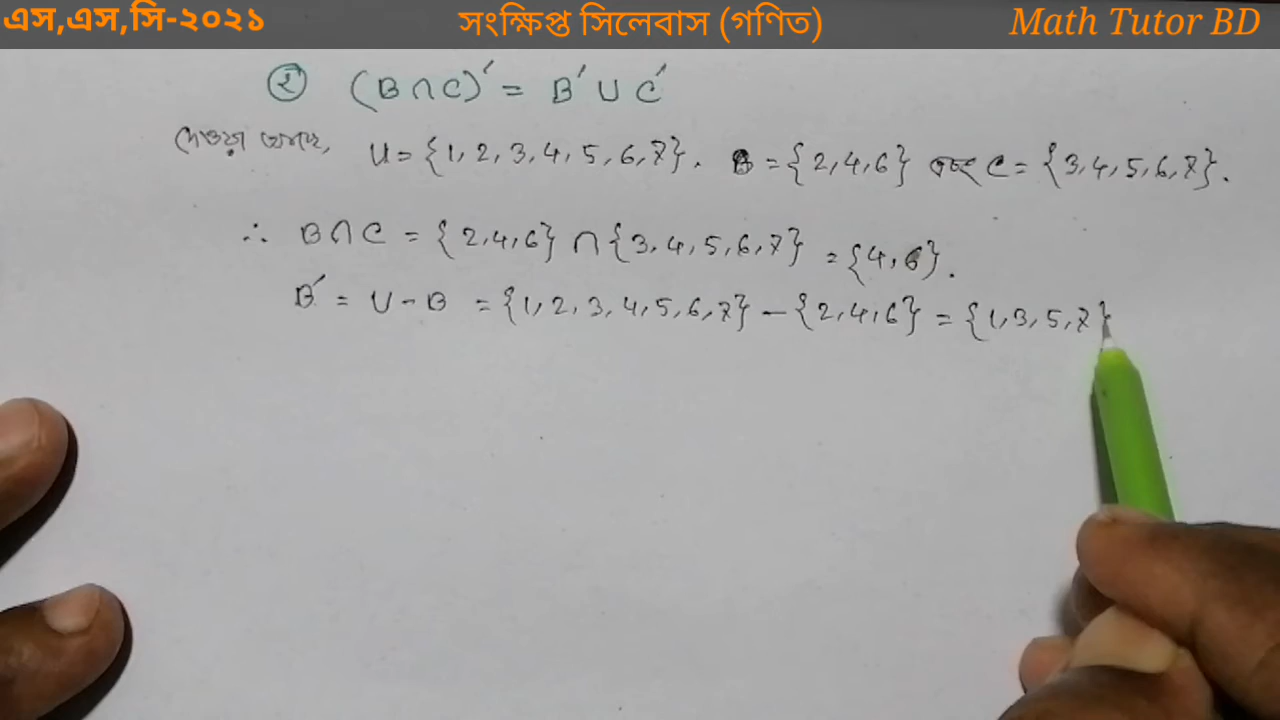 এস,এস,সি-২০২১ সংক্ষিপ্ত সিলেবাস (গণিত) Math Tutor BD
২ (B∩C)′ = B′∪C′
দেওয়া আছে, U={1,2,3,4,5,6,7}. B={2,4,6} এবং C={3,4,5,6,7}.
∴ B∩C = {2,4,6} ∩ {3,4,5,6,7} = {4,6}.
B′ = U-B = {1,2,3,4,5,6,7} – {2,4,6} = {1,3,5,7}